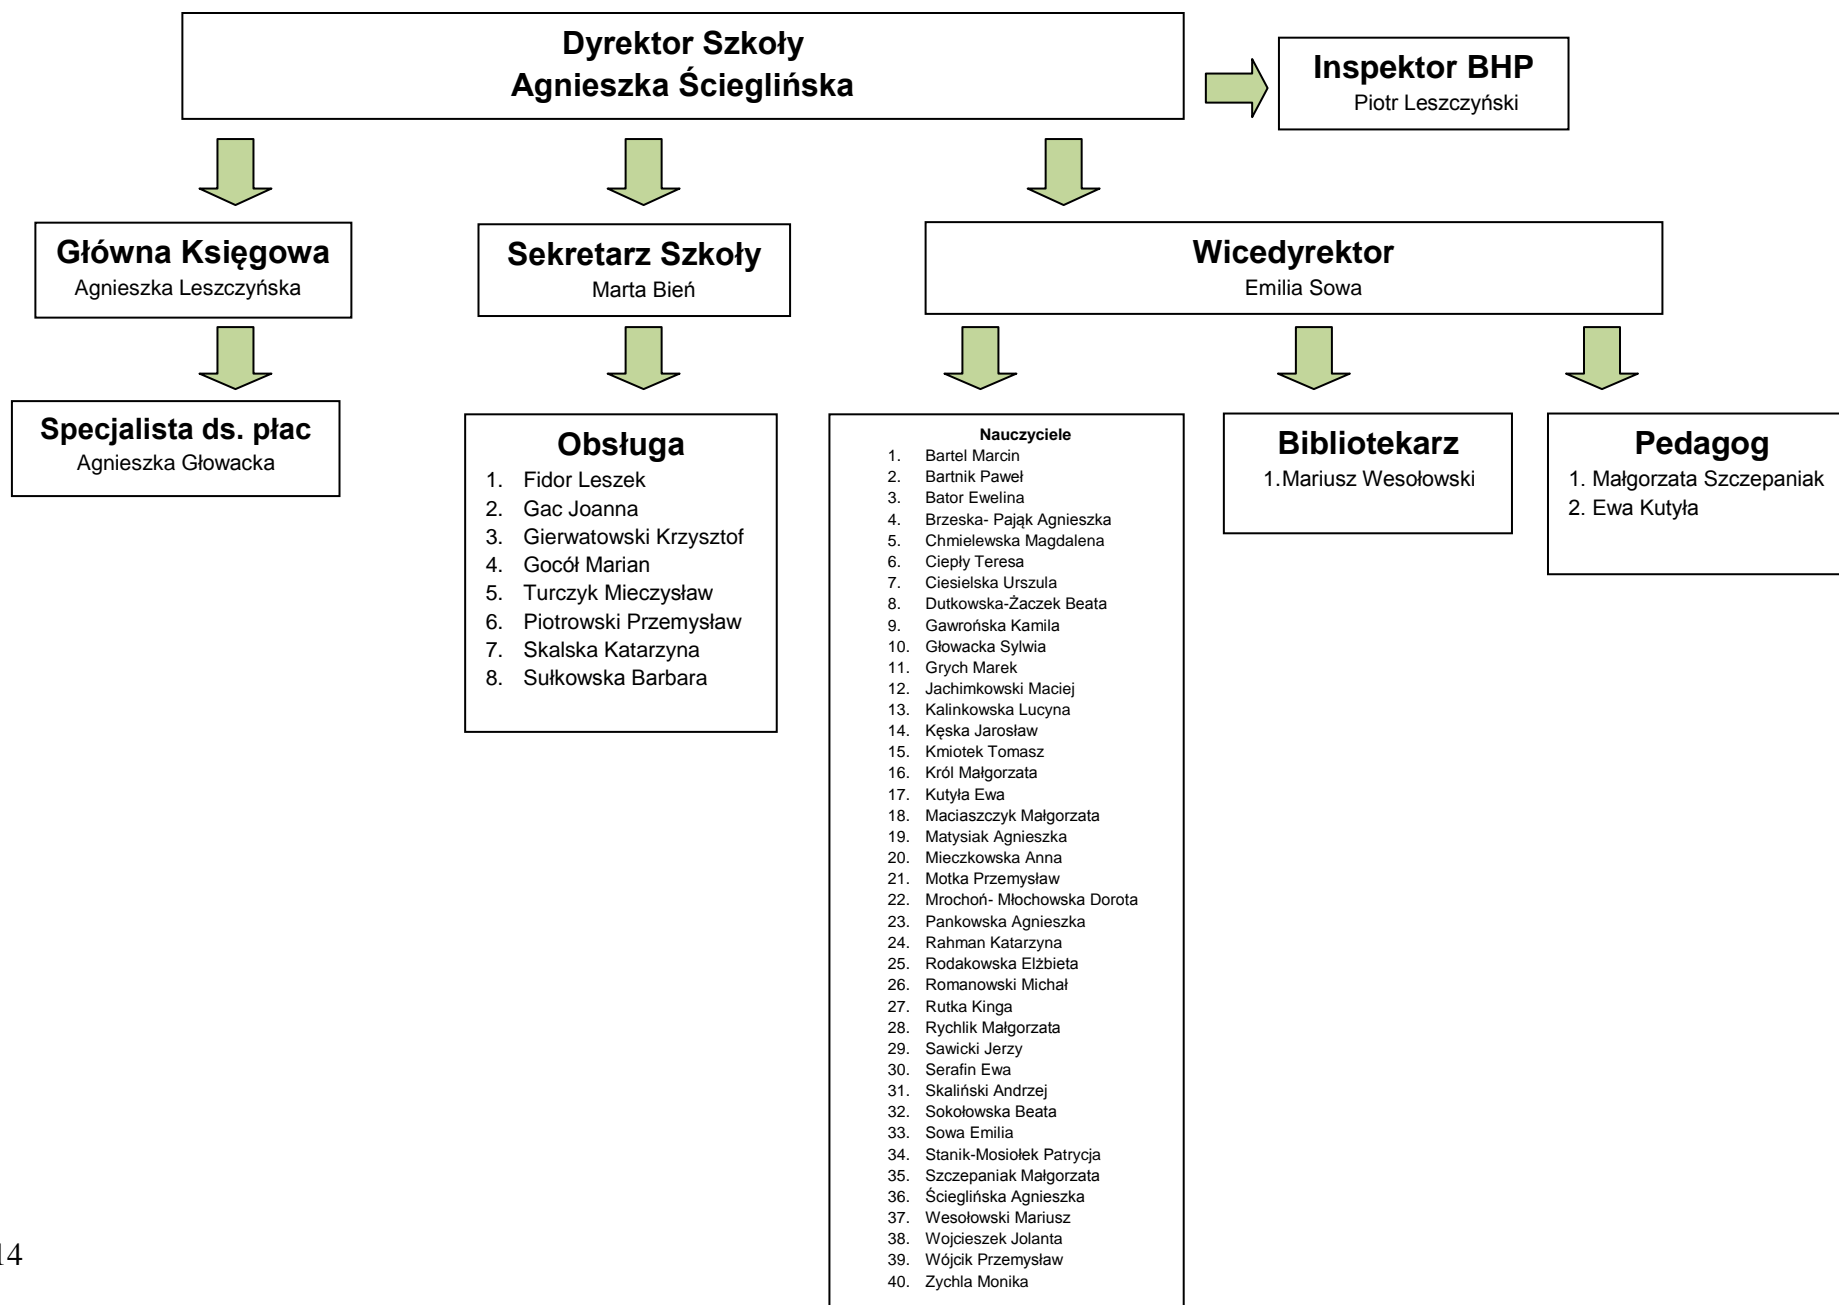 Dyrektor Szkoły
Agnieszka Ścieglińska
Inspektor BHP
Piotr Leszczyński
Główna Księgowa
Agnieszka Leszczyńska
Sekretarz Szkoły
Marta Bień
Wicedyrektor
Emilia Sowa
Specjalista ds. płac
Agnieszka Głowacka
Obsługa
1. Fidor Leszek
2. Gac Joanna
3. Gierwatowski Krzysztof
4. Gocół Marian
5. Turczyk Mieczysław
6. Piotrowski Przemysław
7. Skalska Katarzyna
8. Sułkowska Barbara
Nauczyciele
1. Bartel Marcin
2. Bartnik Paweł
3. Bator Ewelina
4. Brzeska- Pająk Agnieszka
5. Chmielewska Magdalena
6. Ciepły Teresa
7. Ciesielska Urszula
8. Dutkowska-Żaczek Beata
9. Gawrońska Kamila
10. Głowacka Sylwia
11. Grych Marek
12. Jachimkowski Maciej
13. Kalinkowska Lucyna
14. Kęska Jarosław
15. Kmiotek Tomasz
16. Król Małgorzata
17. Kutyła Ewa
18. Maciaszczyk Małgorzata
19. Matysiak Agnieszka
20. Mieczkowska Anna
21. Motka Przemysław
22. Mrochoń- Młochowska Dorota
23. Pankowska Agnieszka
24. Rahman Katarzyna
25. Rodakowska Elżbieta
26. Romanowski Michał
27. Rutka Kinga
28. Rychlik Małgorzata
29. Sawicki Jerzy
30. Serafin Ewa
31. Skaliński Andrzej
32. Sokołowska Beata
33. Sowa Emilia
34. Stanik-Mosiołek Patrycja
35. Szczepaniak Małgorzata
36. Ścieglińska Agnieszka
37. Wesołowski Mariusz
38. Wojcieszek Jolanta
39. Wójcik Przemysław
40. Zychla Monika
Bibliotekarz
1.Mariusz Wesołowski
Pedagog
1. Małgorzata Szczepaniak
2. Ewa Kutyła
14